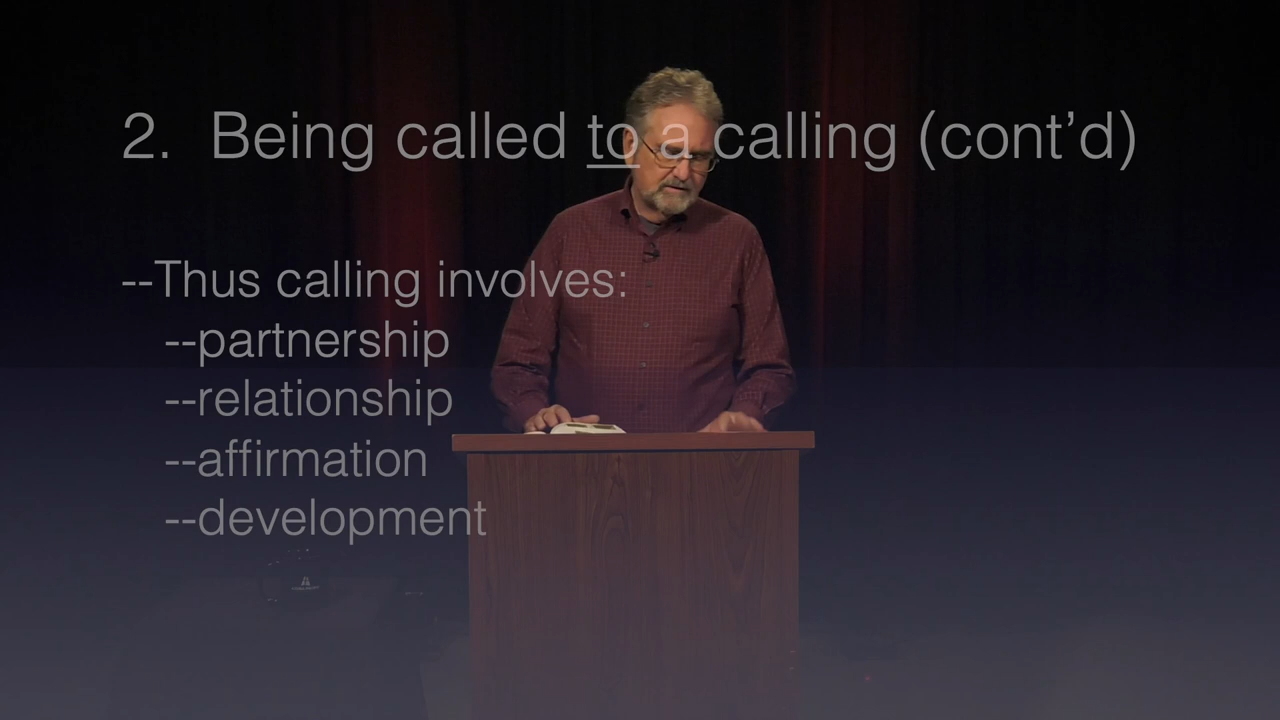 2. Being called to a calling (cont’d)
--Thus calling involves:
--partnership
--relationship
--affirmation
--development